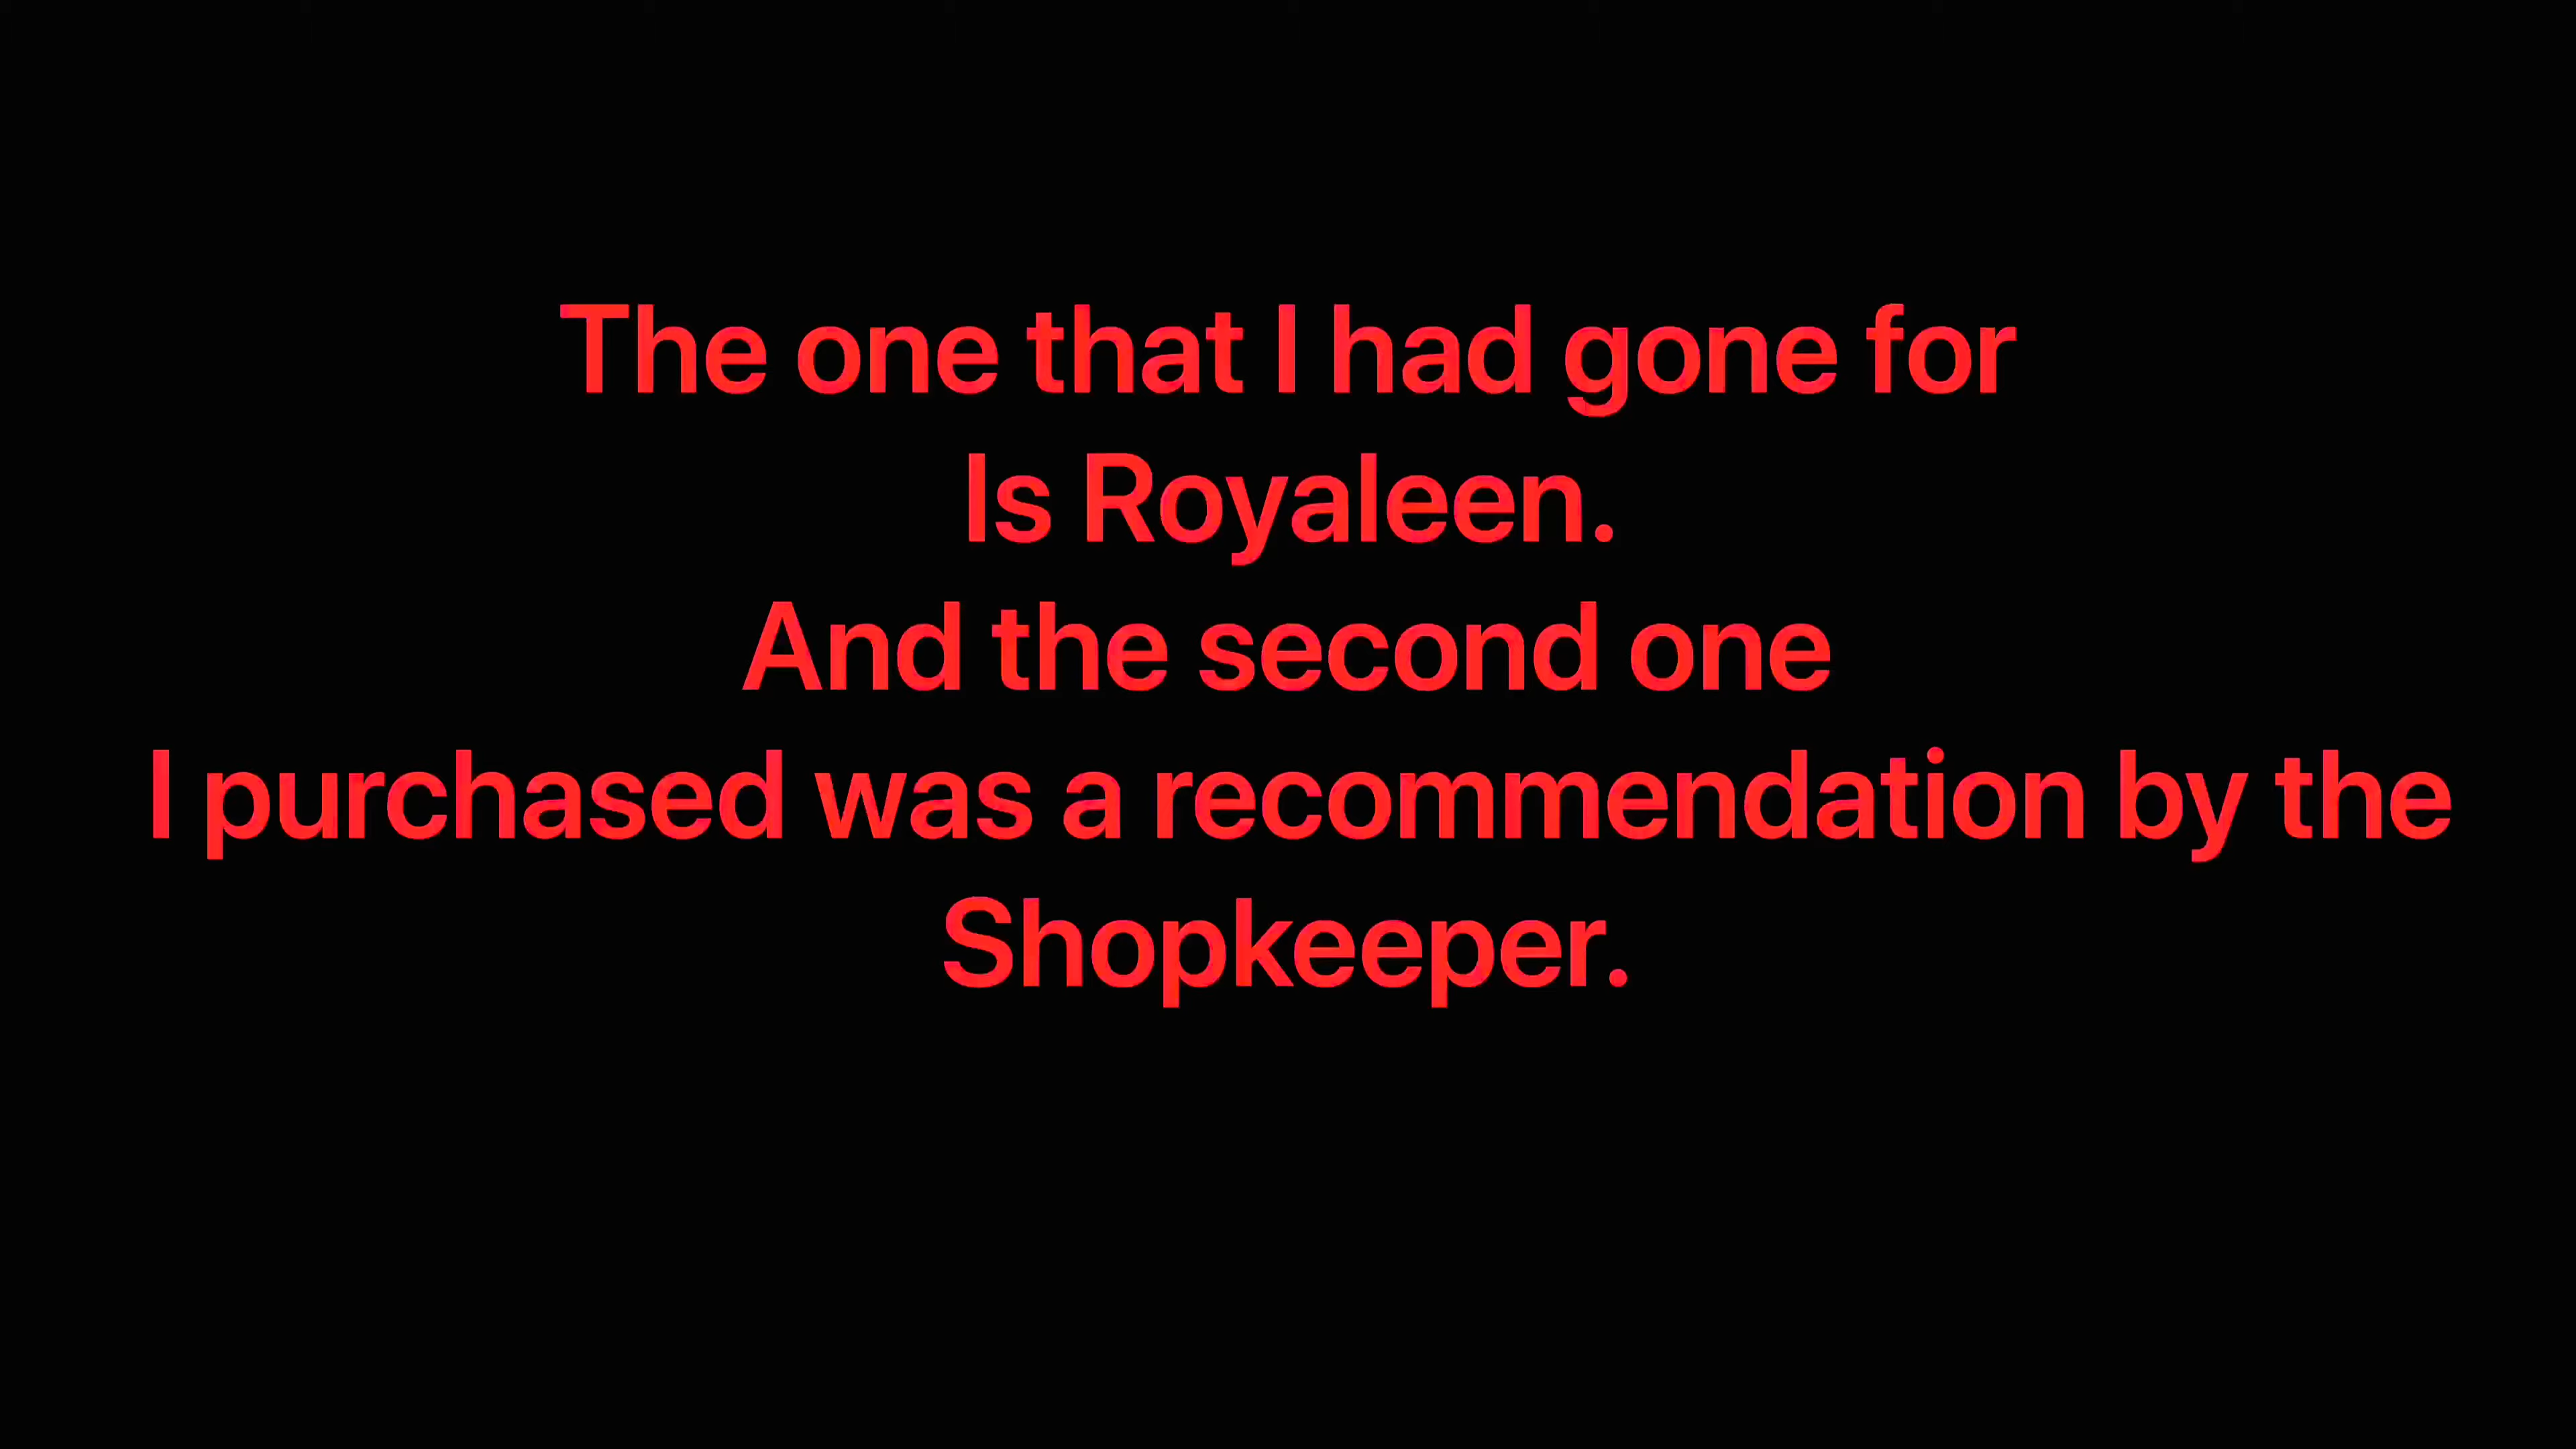 The one that I had gone for
Is Royaleen.
And the second one
I purchased was a recommendation by the
Shopkeeper.